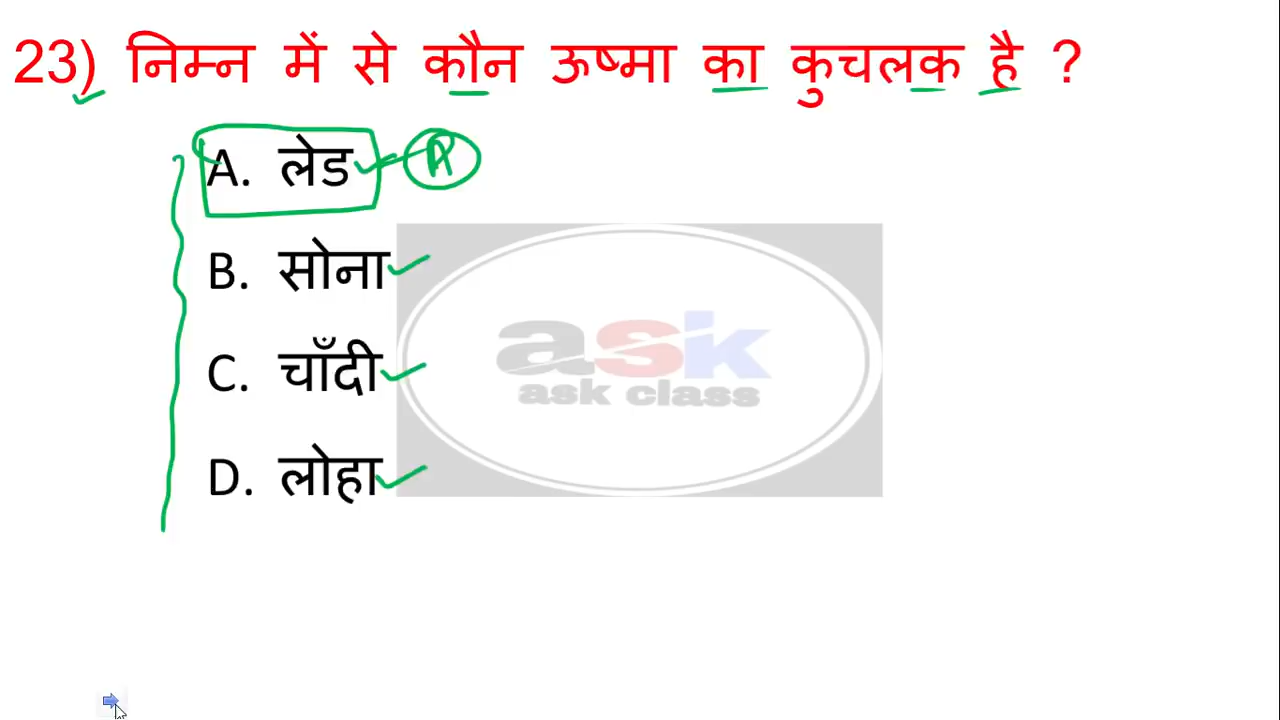 23) निम्न में से कौन ऊष्मा का कुचलक है ?
A. लेड A
B. सोना
C. चाँदी
D. लोहा
ask
ask class